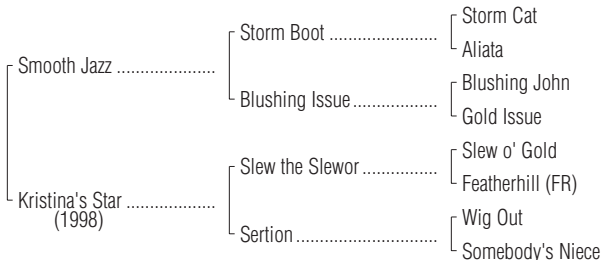 Storm Cat
Storm Boot ....................
Aliata
Smooth Jazz ..................
Blushing John
Blushing Issue.................
Gold Issue
Slew o' Gold
Slew the Slewor...............
Featherhill (FR)
Kristina's Star ................
(1998)
Wig Out
Sertion...........................
Somebody's Niece